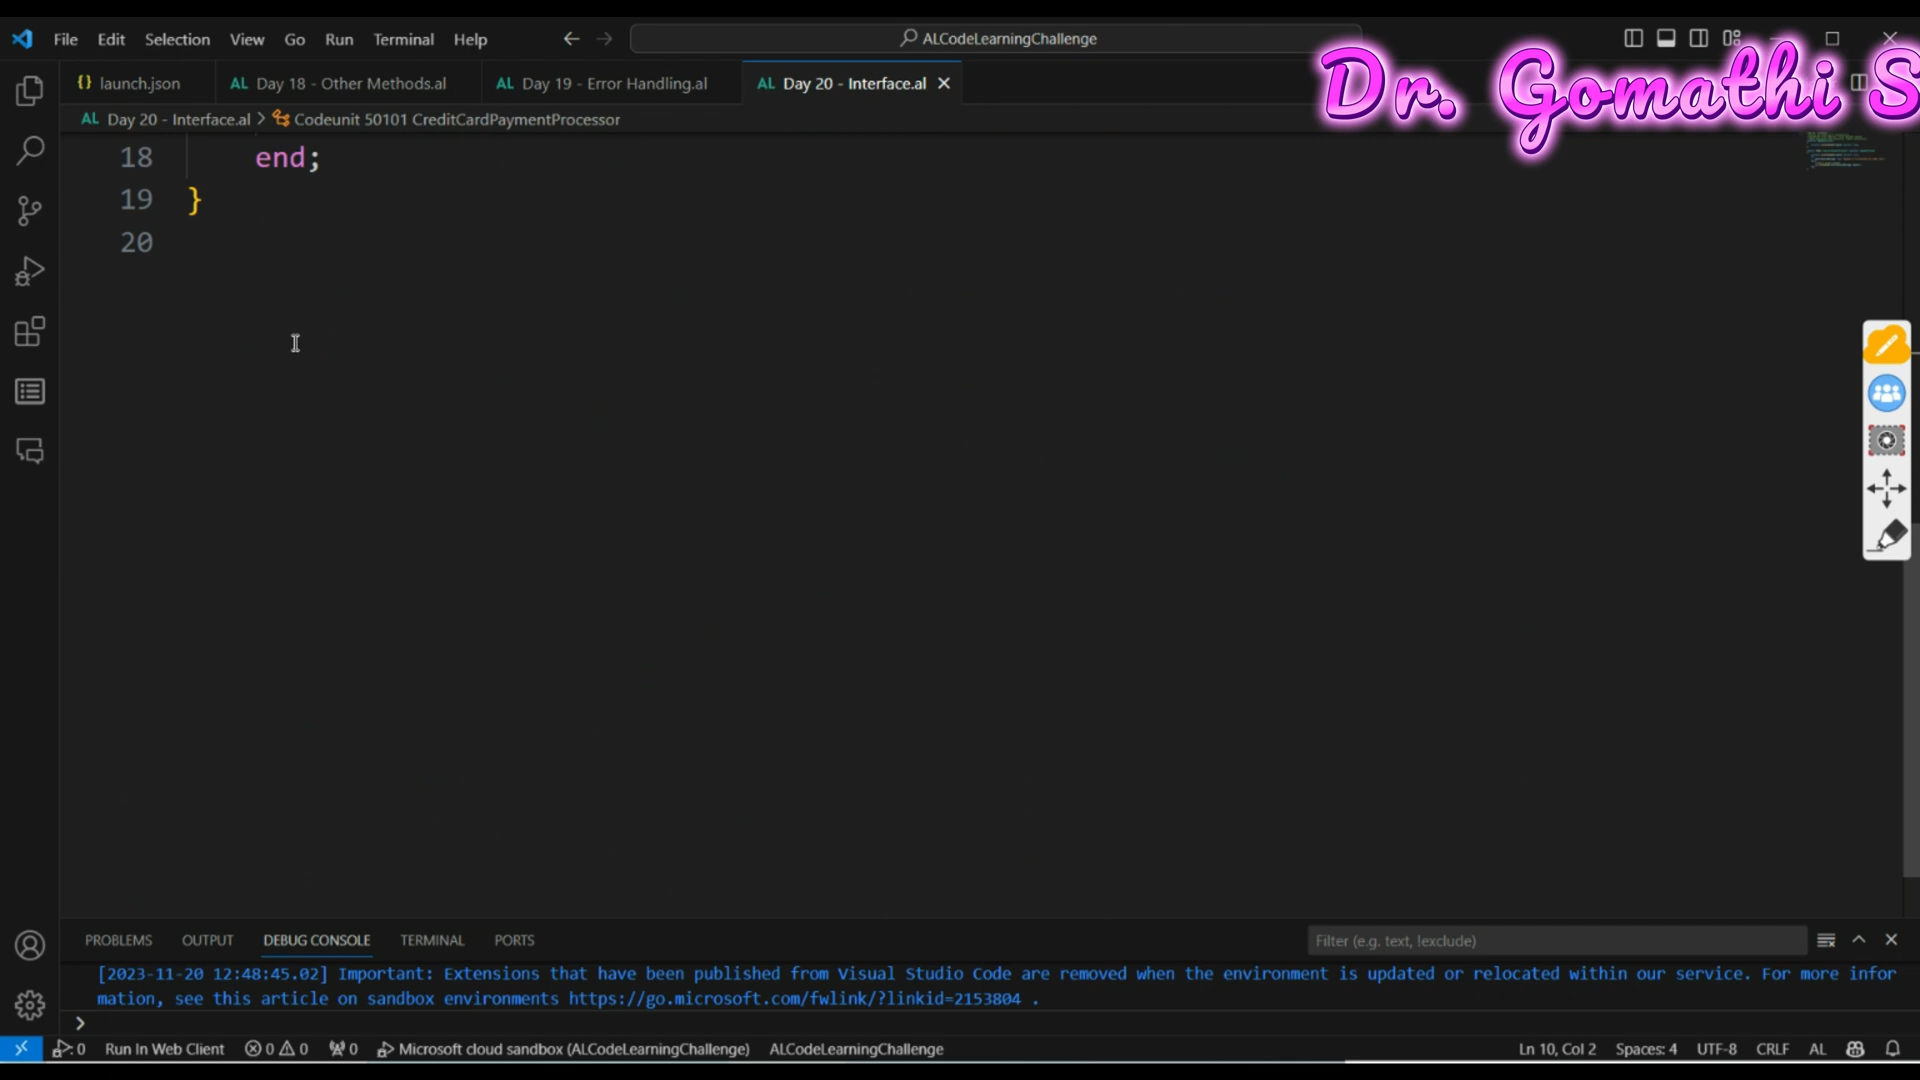 File Edit Selection View Go Run Terminal Help
ALCodeLearningChallenge
Dr. Gomathi S
{} launch.json
AL Day 18 - Other Methods.al
AL Day 19 - Error Handling.al
AL Day 20 - Interface.al
AL Day 20 - Interface.al > Codeunit 50101 CreditCardPaymentProcessor
18 end;
19 }
20
PROBLEMS OUTPUT DEBUG CONSOLE TERMINAL PORTS
Filter (e.g. text, !exclude)
[2023-11-20 12:48:45.02] Important: Extensions that have been published from Visual Studio Code are removed when the environment is updated or relocated within our service. For more infor
mation, see this article on sandbox environments https://go.microsoft.com/fwlink/?linkid=2153804 .
>
: 0 Run In Web Client 0 0 0 Microsoft cloud sandbox (ALCodeLearningChallenge) ALCodeLearningChallenge Ln 10, Col 2 Spaces: 4 UTF-8 CRLF AL